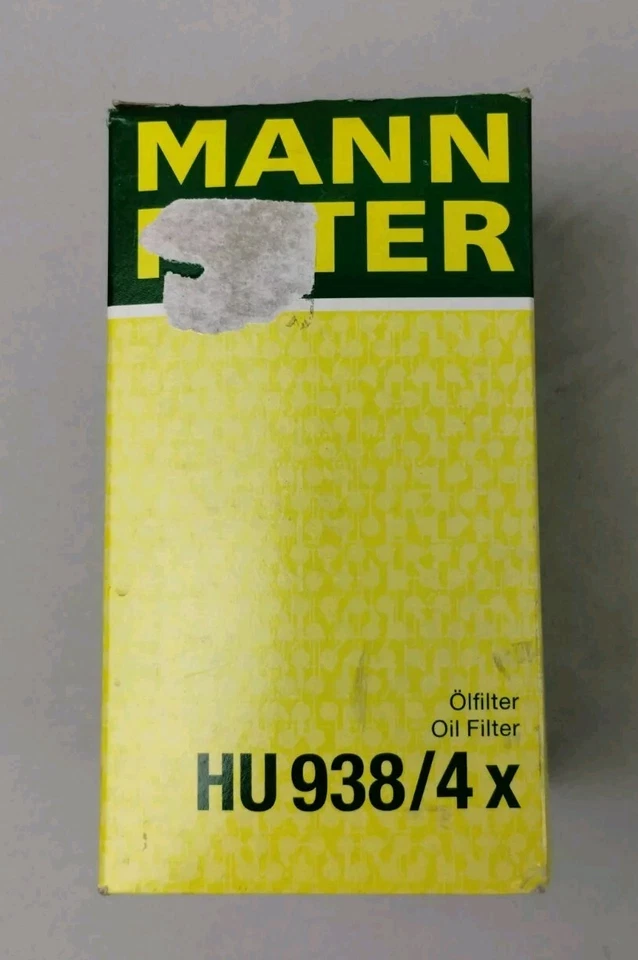 MANN
TER
Ölfilter
Oil Filter
HU 938/4 x